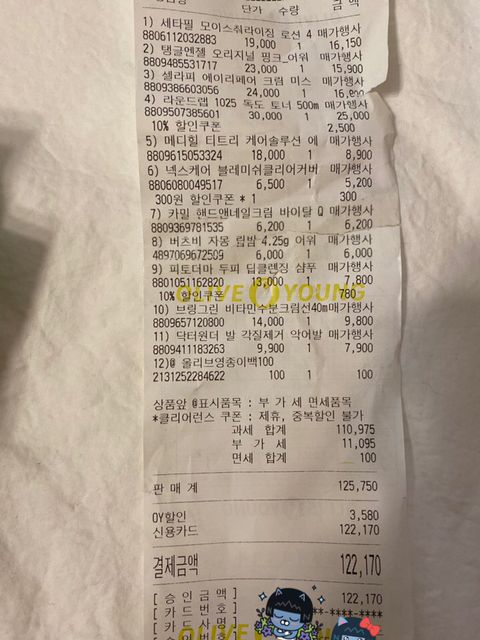 단가 수량 금 액
1) 세타필 모이스춰라이징 로션 4 매가행사
8806112032883 19,000 1 16,150
2) 탱글엔젤 오리지널 핑크_어워 매가행사
8809485531717 23,000 1 15,900
3) 셀라피 에이리페어 크림 미스 매가행사
8809386603056 24,000 1 16,800
4) 라운드랩 1025 독도 토너 500m 매가행사
8809507385601 30,000 1 25,000
10% 할인쿠폰 2,500
5) 메디힐 티트리 케어솔루션 에 매가행사
8809615053324 18,000 1 8,900
6) 넥스케어 블레미쉬클리어커버 매가행사
8806080049517 6,500 1 5,200
300원 할인쿠폰 * 1 300
7) 카밀 핸드앤네일크림 바이탈 Q 매가행사
8809369781535 6,200 1 6,200
8) 버츠비 자몽 립밤 4.25g 어워 매가행사
4897069672509 6,000 1 6,000
9) 피토더마 두피 딥클렌징 샴푸 매가행사
8801051162820 13,000 1 7,800
10% 할인쿠폰 780
OLIVE YOUNG
10) 브링그린 비타민수분크림선40m매가행사
8809657120800 14,000 1 9,800
11) 닥터원더 발 각질제거 악어발 매가행사
8809411183263 9,900 1 7,900
12)@ 올리브영종이백100
2131252284622 100 1 100
상품앞 @표시품목 : 부 가 세 면세품목
*클리어런스 쿠폰 : 제휴, 중복할인 불가
과세 합계 110,975
부 가 세 11,095
면세 합계 100
판 매 계 125,750
OY할인 3,580
신용카드 122,170
결제금액 122,170
[ 승 인 금 액 ] 122,170
[ 카 드 번 호 ] **-****-****
[ 카 드 사 명 ]
OLIVE YOUNG